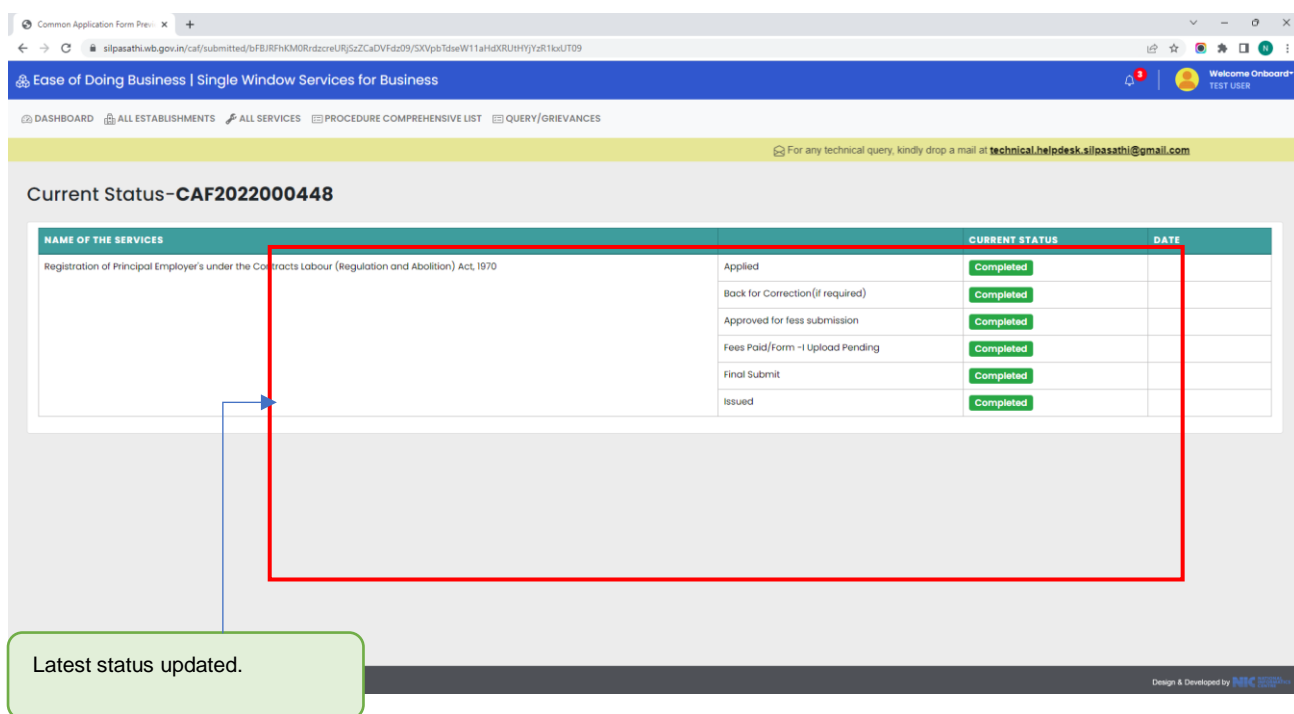 Common Application Form Previ
silpasathi.wb.gov.in/caf/submitted/bFBJRFhKM0RrdzcreURjSzZCaDVFdz09/SXVpbTdseW11aHdXRUtHYjYzR1lkxUT09
N
Ease of Doing Business | Single Window Services for Business
3
Welcome Onboard
TEST USER
DASHBOARD ALL ESTABLISHMENTS ALL SERVICES PROCEDURE COMPREHENSIVE LIST QUERY/GRIEVANCES
For any technical query, kindly drop a mail at technical.helpdesk.silpasathi@gmail.com
Current Status-CAF2022000448
NAME OF THE SERVICES CURRENT STATUS DATE
Registration of Principal Employer's under the Contracts Labour (Regulation and Abolition) Act, 1970 Applied Completed
Back for Correction(if required) Completed
Approved for fess submission Completed
Fees Paid/Form -I Upload Pending Completed
Final Submit Completed
Issued Completed
Latest status updated.
Design & Developed by NIC